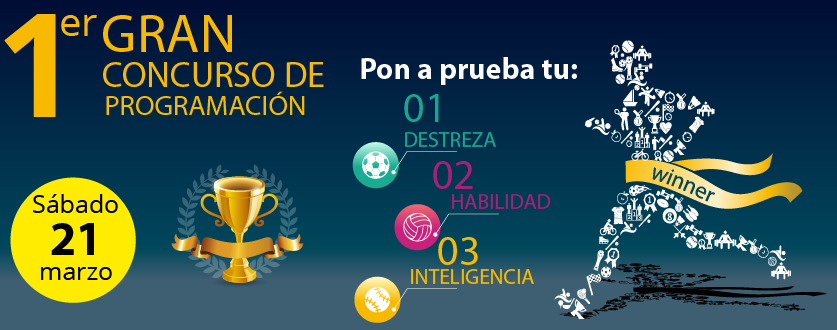 1er GRAN
CONCURSO DE
PROGRAMACIÓN
Sábado
21
marzo
Pon a prueba tu:
01
DESTREZA
02
HABILIDAD
03
INTELIGENCIA
winner